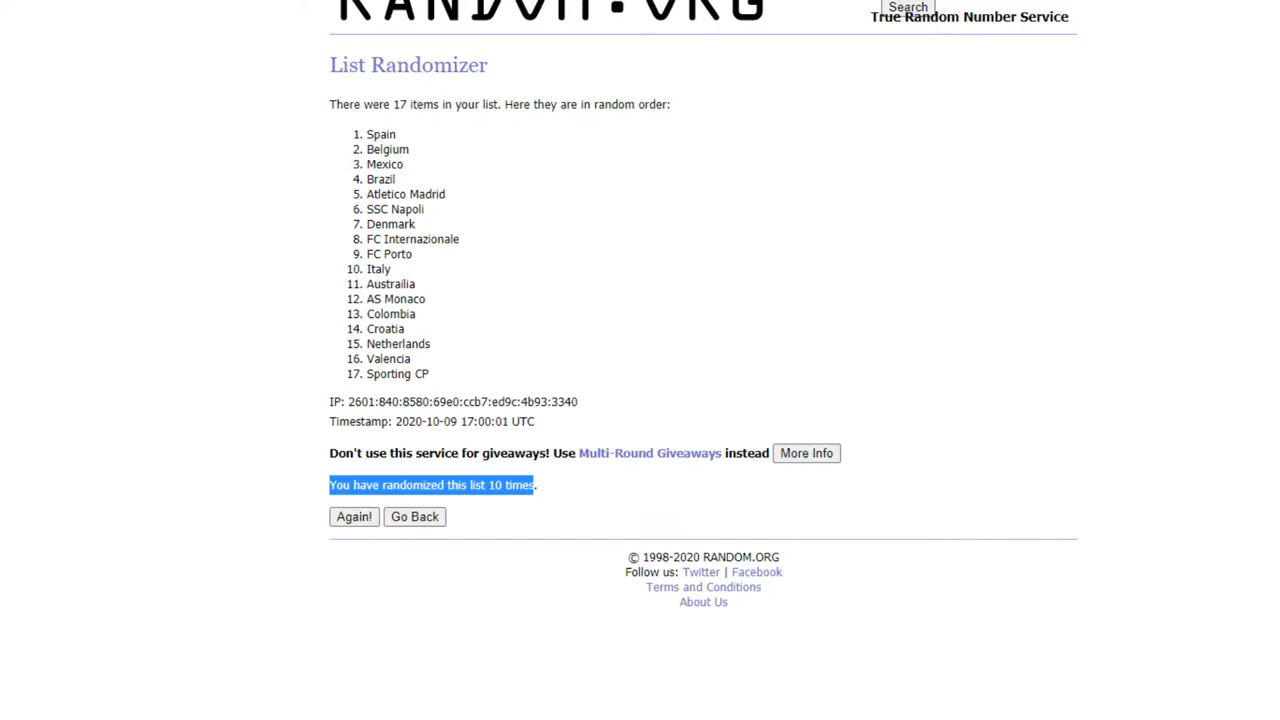 RANDOM.ORG
Search
True Random Number Service
List Randomizer
There were 17 items in your list. Here they are in random order:
1. Spain
2. Belgium
3. Mexico
4. Brazil
5. Atletico Madrid
6. SSC Napoli
7. Denmark
8. FC Internazionale
9. FC Porto
10. Italy
11. Austrailia
12. AS Monaco
13. Colombia
14. Croatia
15. Netherlands
16. Valencia
17. Sporting CP
IP: 2601:840:8580:69e0:ccb7:ed9c:4b93:3340
Timestamp: 2020-10-09 17:00:01 UTC
Don't use this service for giveaways! Use Multi-Round Giveaways instead More Info
You have randomized this list 10 times.
Again! Go Back
© 1998-2020 RANDOM.ORG
Follow us: Twitter | Facebook
Terms and Conditions
About Us